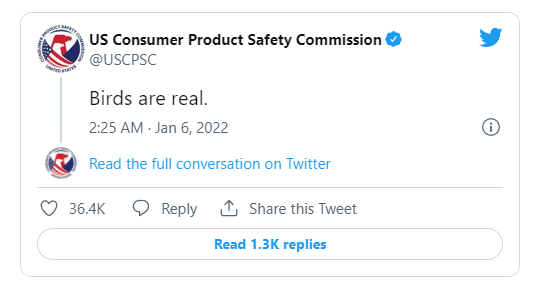 US Consumer Product Safety Commission
@USCPSC
Birds are real.
2:25 AM · Jan 6, 2022
Read the full conversation on Twitter
36.4K Reply Share this Tweet
Read 1.3K replies